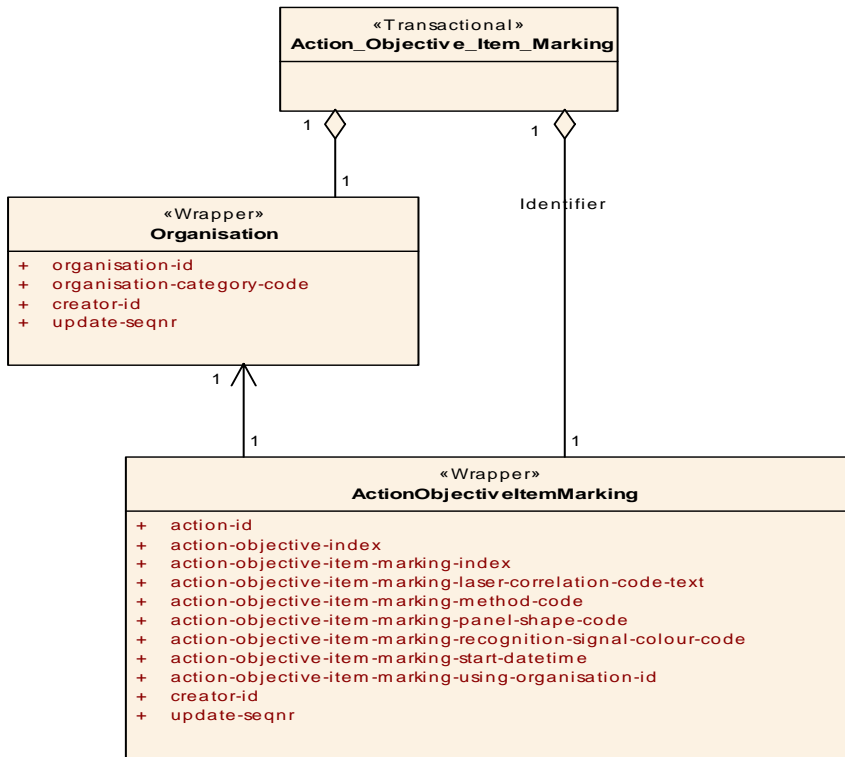 «Transactional»
Action_Objective_Item_Marking
1
1
1
Identifier
«Wrapper»
Organisation
+ organisation-id
+ organisation-category-code
+ creator-id
+ update-seqnr
1
1
1
«Wrapper»
ActionObjectiveItemMarking
+ action-id
+ action-objective-index
+ action-objective-item-marking-index
+ action-objective-item-marking-laser-correlation-code-text
+ action-objective-item-marking-method-code
+ action-objective-item-marking-panel-shape-code
+ action-objective-item-marking-recognition-signal-colour-code
+ action-objective-item-marking-start-datetime
+ action-objective-item-marking-using-organisation-id
+ creator-id
+ update-seqnr